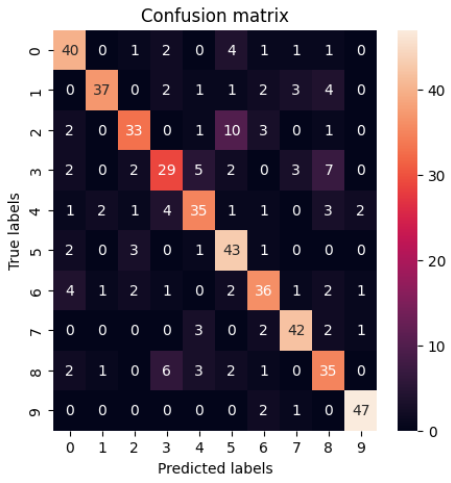 Confusion matrix
0 40 0 1 2 0 4 1 1 1 0
1 0 37 0 2 1 1 2 3 4 0
2 2 0 33 0 1 10 3 0 1 0
3 2 0 2 29 5 2 0 3 7 0
4 1 2 1 4 35 1 1 0 3 2
5 2 0 3 0 1 43 1 0 0 0
6 4 1 2 1 0 2 36 1 2 1
7 0 0 0 0 3 0 2 42 2 1
8 2 1 0 6 3 2 1 0 35 0
9 0 0 0 0 0 0 2 1 0 47
0 1 2 3 4 5 6 7 8 9
True labels
Predicted labels
40
30
20
10
0